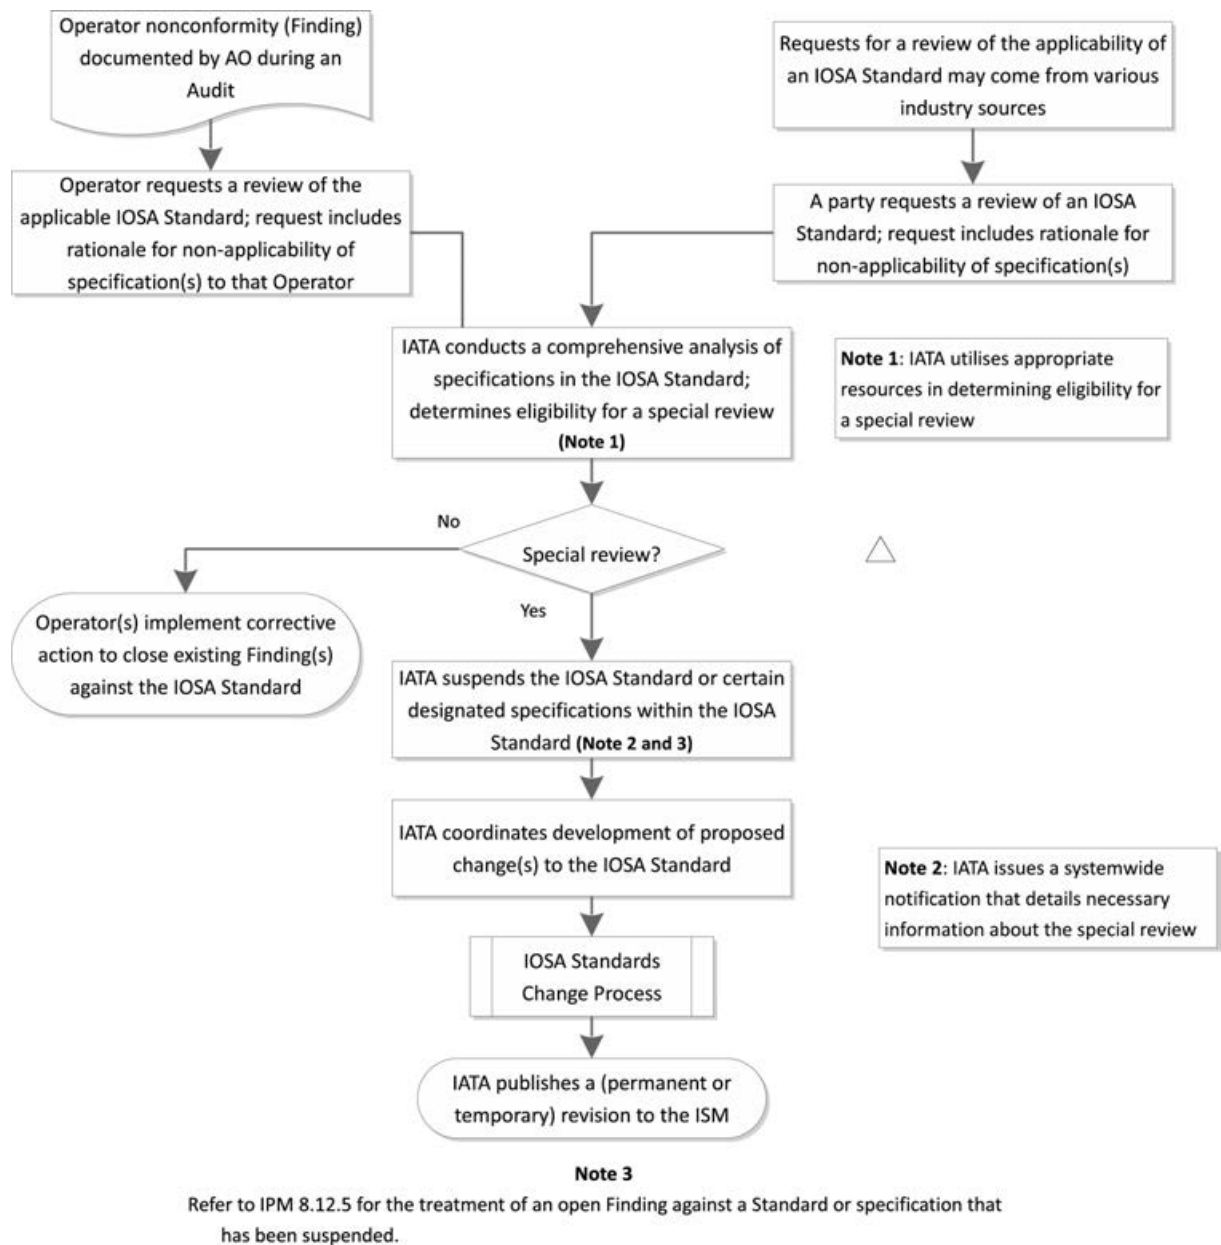 Operator nonconformity (Finding)
documented by AO during an
Audit
Requests for a review of the applicability of
an IOSA Standard may come from various
industry sources
Operator requests a review of the
applicable IOSA Standard; request includes
rationale for non-applicability of
specification(s) to that Operator
A party requests a review of an IOSA
Standard; request includes rationale for
non-applicability of specification(s)
IATA conducts a comprehensive analysis of
specifications in the IOSA Standard;
determines eligibility for a special review
(Note 1)
Note 1: IATA utilises appropriate
resources in determining eligibility for
a special review
No
Special review?
Yes
Operator(s) implement corrective
action to close existing Finding(s)
against the IOSA Standard
IATA suspends the IOSA Standard or certain
designated specifications within the IOSA
Standard (Note 2 and 3)
IATA coordinates development of proposed
change(s) to the IOSA Standard
Note 2: IATA issues a systemwide
notification that details necessary
information about the special review
IOSA Standards
Change Process
IATA publishes a (permanent or
temporary) revision to the ISM
Note 3
Refer to IPM 8.12.5 for the treatment of an open Finding against a Standard or specification that
has been suspended.